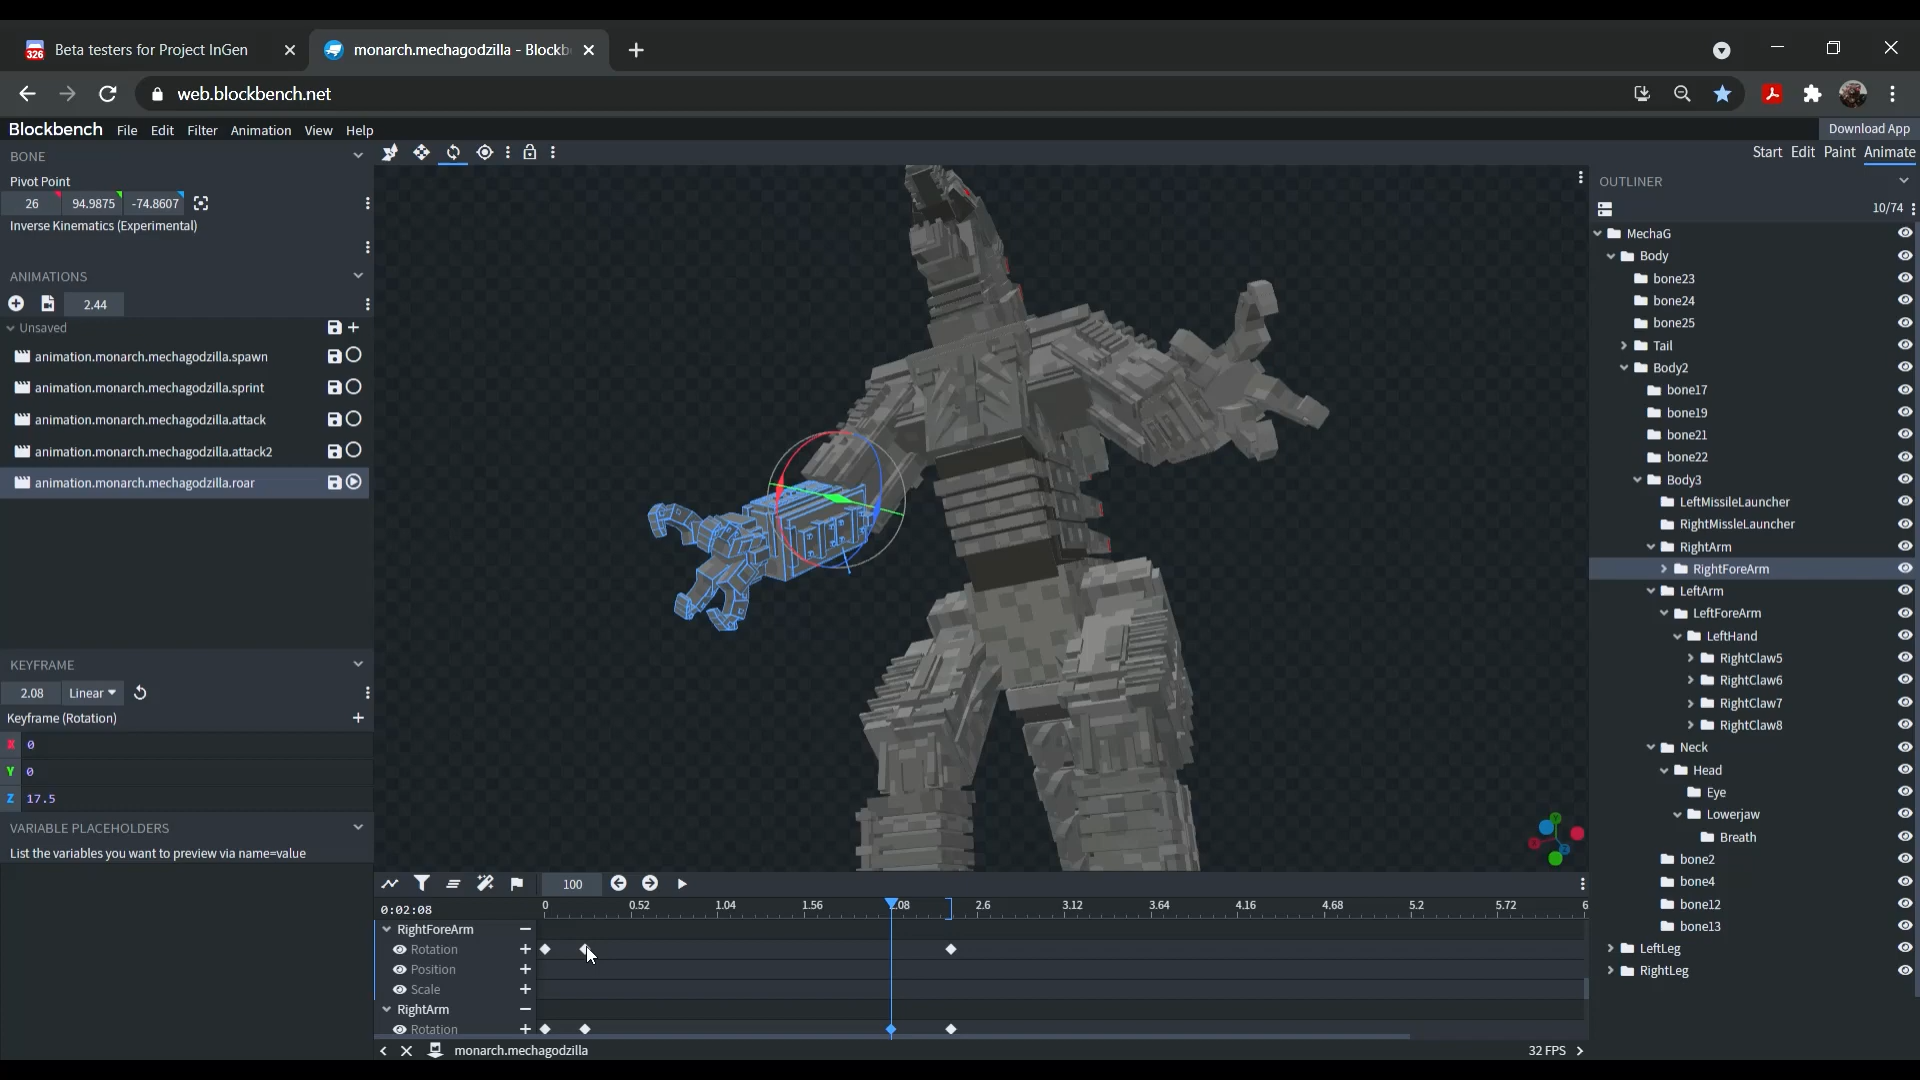 326 Beta testers for Project InGen
monarch.mechagodzilla - Blockb
web.blockbench.net
Blockbench File Edit Filter Animation View Help
Download App
BONE
Start Edit Paint Animate
Pivot Point
26 94.9875 -74.8607
Inverse Kinematics (Experimental)
ANIMATIONS
2.44
Unsaved
animation.monarch.mechagodzilla.spawn
animation.monarch.mechagodzilla.sprint
animation.monarch.mechagodzilla.attack
animation.monarch.mechagodzilla.attack2
animation.monarch.mechagodzilla.roar
KEYFRAME
2.08 Linear
Keyframe (Rotation)
X 0
Y 0
Z 17.5
VARIABLE PLACEHOLDERS
List the variables you want to preview via name=value
OUTLINER
10/74
MechaG
Body
bone23
bone24
bone25
Tail
Body2
bone17
bone19
bone21
bone22
Body3
LeftMissileLauncher
RightMissleLauncher
RightArm
RightForeArm
LeftArm
LeftForeArm
LeftHand
RightClaw5
RightClaw6
RightClaw7
RightClaw8
Neck
Head
Eye
Lowerjaw
Breath
bone2
bone4
bone12
bone13
LeftLeg
RightLeg
100
0:02:08
0 0.52 1.04 1.56 2.08 2.6 3.12 3.64 4.16 4.68 5.2 5.72 6
RightForeArm
Rotation
Position
Scale
RightArm
Rotation
monarch.mechagodzilla
32 FPS